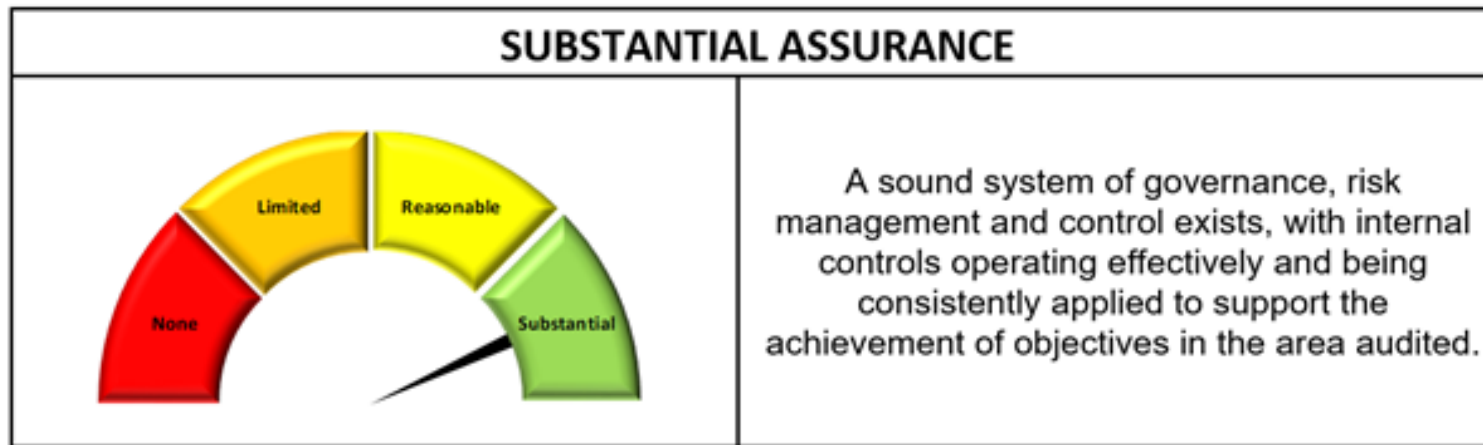 SUBSTANTIAL ASSURANCE
Limited
Reasonable
None
Substantial
A sound system of governance, risk
management and control exists, with internal
controls operating effectively and being
consistently applied to support the
achievement of objectives in the area audited.